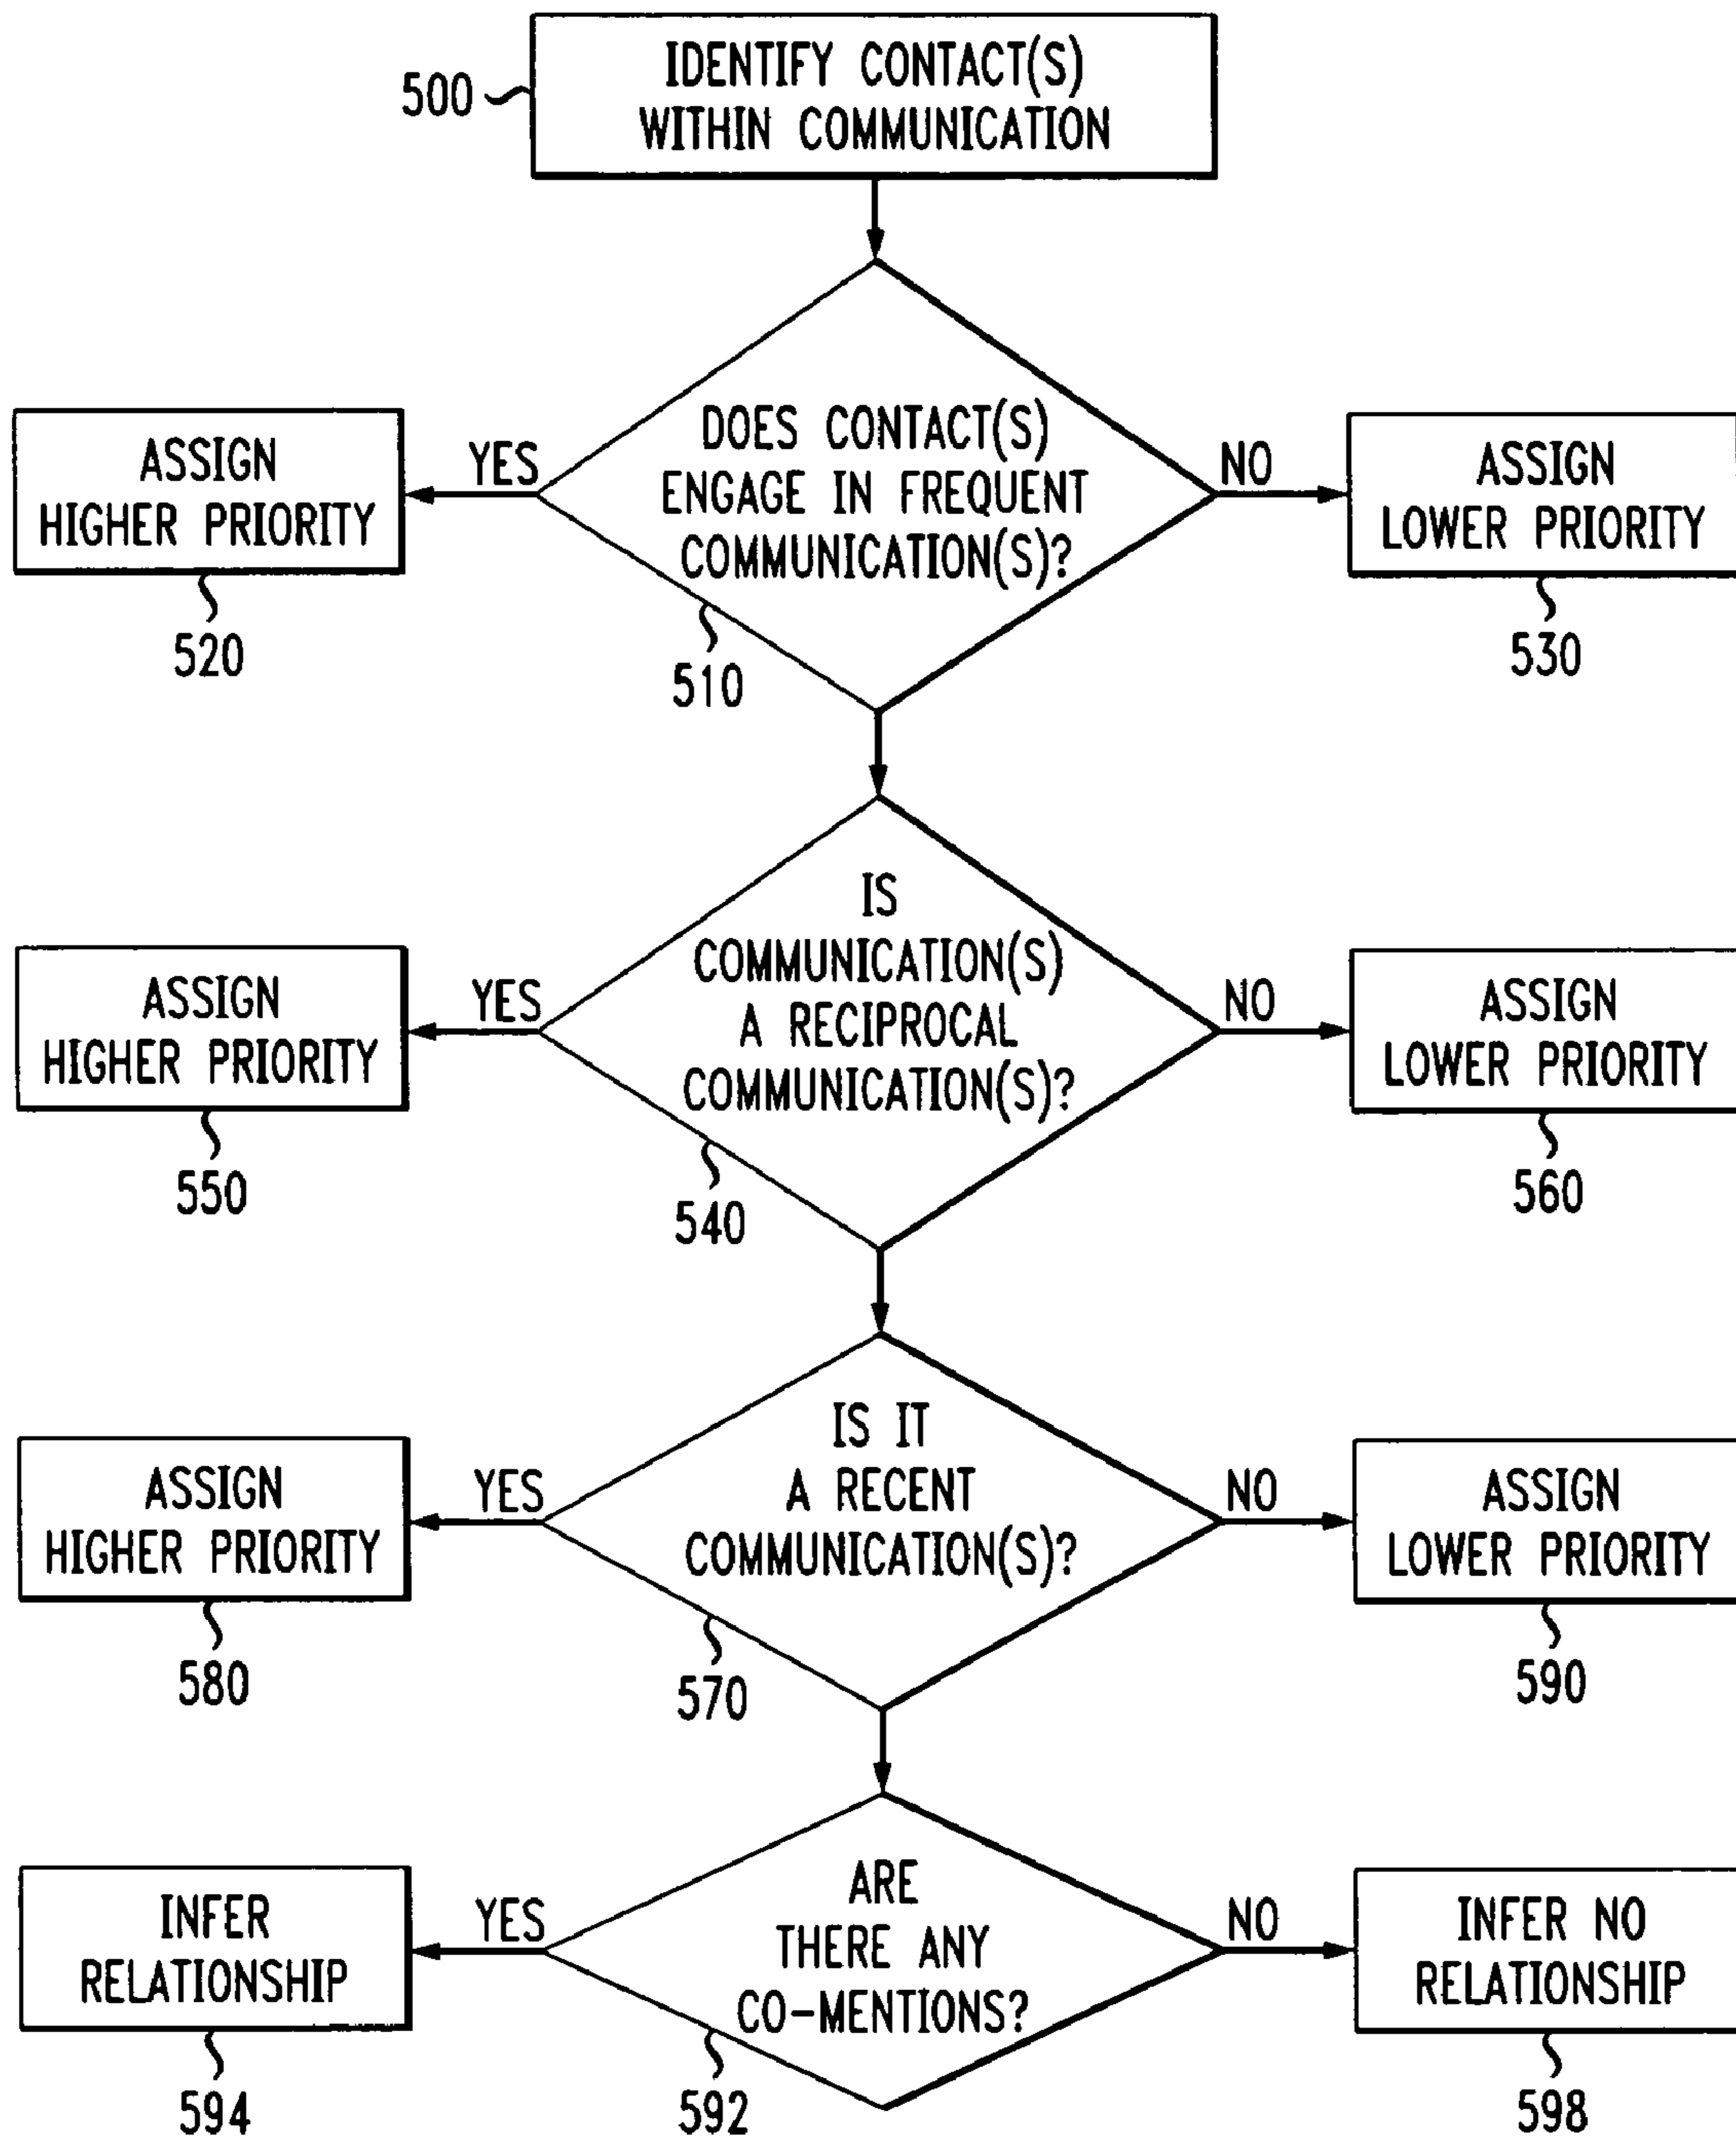 IDENTIFY CONTACT(S)
WITHIN COMMUNICATION
500
DOES CONTACT(S)
ENGAGE IN FREQUENT
COMMUNICATION(S)?
510
YES
ASSIGN
HIGHER PRIORITY
520
NO
ASSIGN
LOWER PRIORITY
530
IS
COMMUNICATION(S)
A RECIPROCAL
COMMUNICATION(S)?
540
YES
ASSIGN
HIGHER PRIORITY
550
NO
ASSIGN
LOWER PRIORITY
560
IS IT
A RECENT
COMMUNICATION(S)?
570
YES
ASSIGN
HIGHER PRIORITY
580
NO
ASSIGN
LOWER PRIORITY
590
ARE
THERE ANY
CO-MENTIONS?
592
YES
INFER
RELATIONSHIP
594
NO
INFER NO
RELATIONSHIP
598